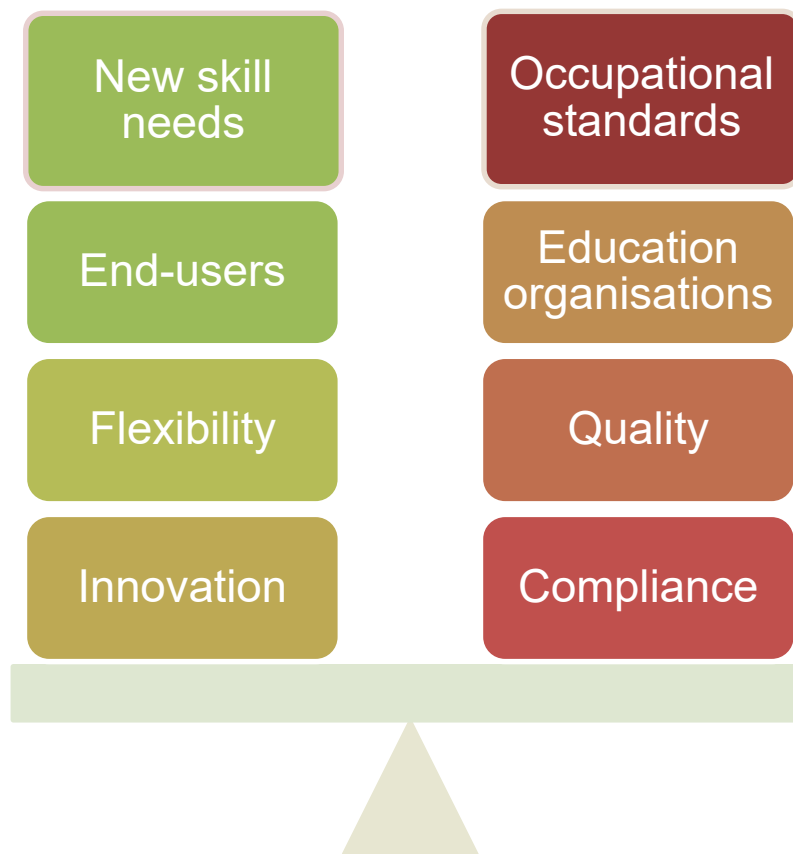 New skill
needs
End-users
Flexibility
Innovation
Occupational
standards
Education
organisations
Quality
Compliance